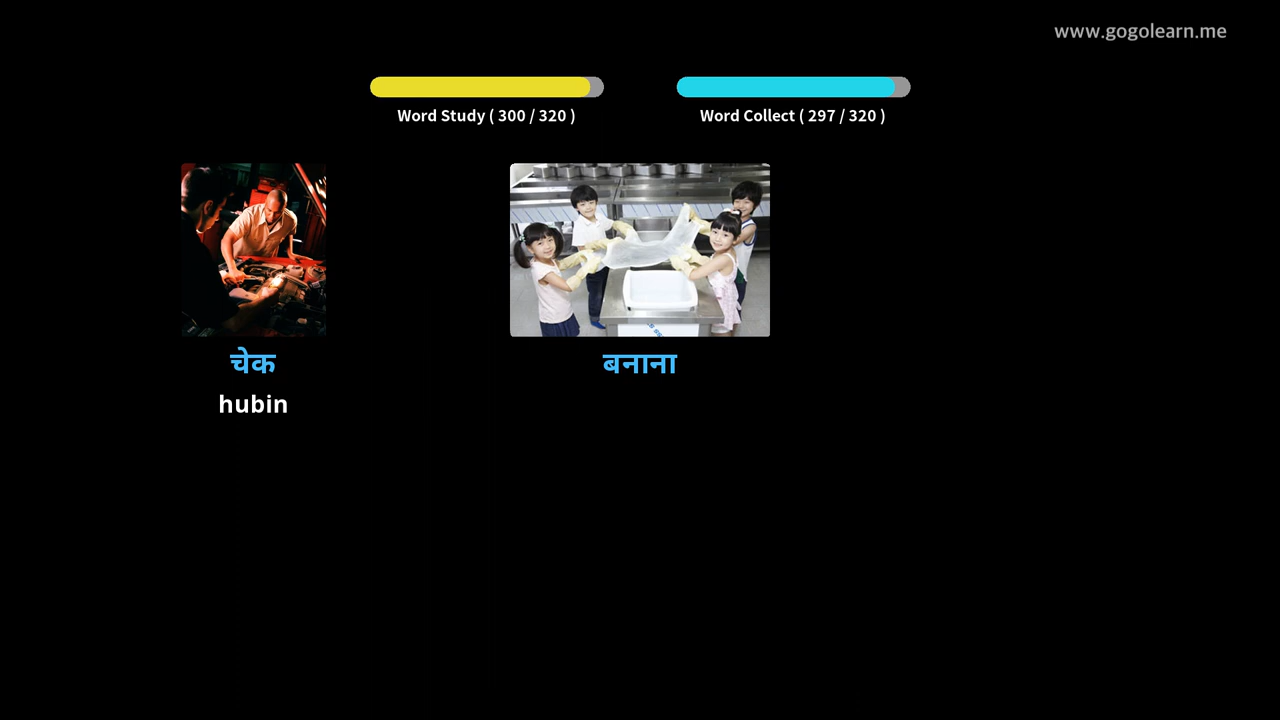 www.gogolearn.me
Word Study ( 300 / 320 )
Word Collect ( 297 / 320 )
चेक
बनाना
hubin